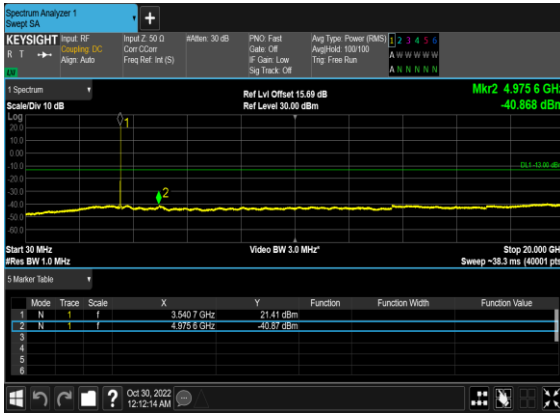 Spectrum Analyzer 1
Swept SA
+
KEYSIGHT Input: RF Input Z: 50 Ω #Atten: 30 dB PNO: Fast Avg Type: Power (RMS) 1 2 3 4 5 6
R T Coupling: DC Corr CCorr Gate: Off Avg|Hold: 100/100 A W W W W W
Align: Auto Freq Ref: Int (S) IF Gain: Low Trig: Free Run
Sig Track: Off A N N N N N
1 Spectrum Ref Lvl Offset 15.69 dB Mkr2 4.975 6 GHz
Scale/Div 10 dB Ref Level 30.00 dBm -40.868 dBm
Log
20.0
10.0
0.00
-10.0
-20.0
-30.0
-40.0
-50.0
-60.0
1
2
DL1 -13.00 dBm
Start 30 MHz Video BW 3.0 MHz* Stop 20.000 GHz
#Res BW 1.0 MHz Sweep ~38.3 ms (40001 pts)
5 Marker Table
Mode Trace Scale X Y Function Function Width Function Value
1 N 1 f 3.540 7 GHz 21.41 dBm
2 N 1 f 4.975 6 GHz -40.87 dBm
3
4
5
6
? Oct 30, 2022
12:12:14 AM